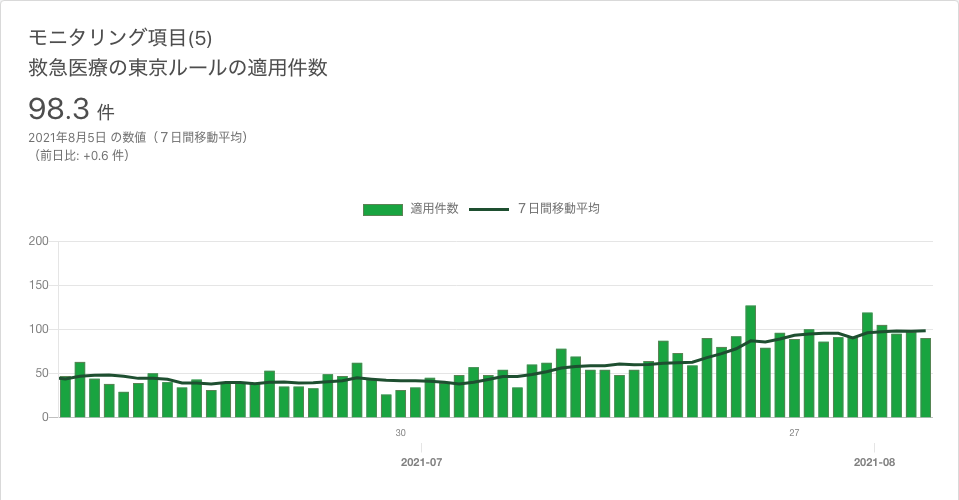 モニタリング項目(5)
救急医療の東京ルールの適用件数
98.3 件
2021年8月5日 の数値（７日間移動平均）
（前日比: +0.6 件）
適用件数 ７日間移動平均
200
150
100
50
0
30 27
2021-07 2021-08